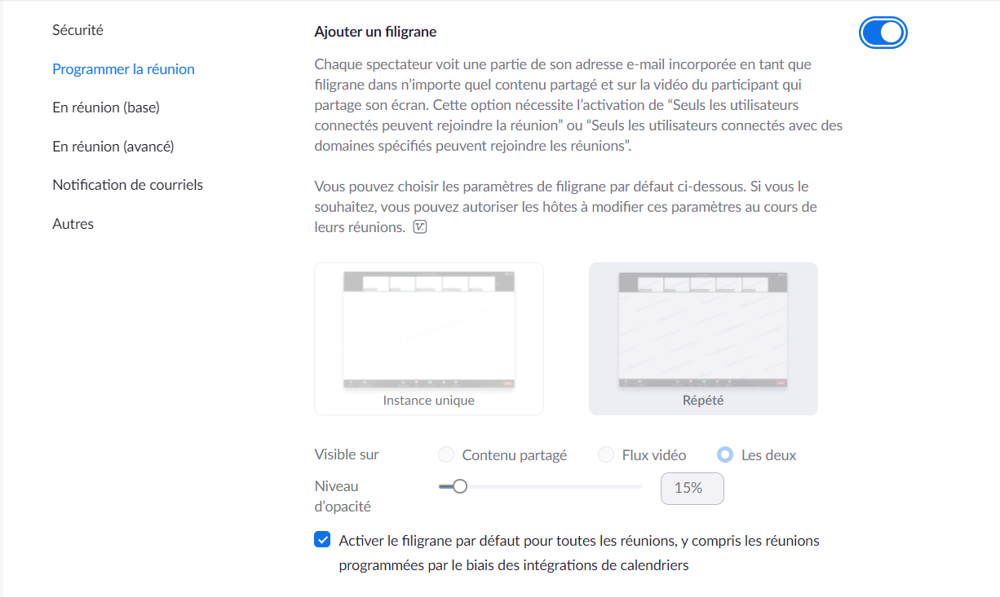 Sécurité
Programmer la réunion
En réunion (base)
En réunion (avancé)
Notification de courriels
Autres
Ajouter un filigrane
Chaque spectateur voit une partie de son adresse e-mail incorporée en tant que
filigrane dans n’importe quel contenu partagé et sur la vidéo du participant qui
partage son écran. Cette option nécessite l’activation de “Seuls les utilisateurs
connectés peuvent rejoindre la réunion” ou “Seuls les utilisateurs connectés avec des
domaines spécifiés peuvent rejoindre les réunions”.
Vous pouvez choisir les paramètres de filigrane par défaut ci-dessous. Si vous le
souhaitez, vous pouvez autoriser les hôtes à modifier ces paramètres au cours de
leurs réunions.
Instance unique
Répété
Visible sur
Contenu partagé
Flux vidéo
Les deux
Niveau
d’opacité
15%
Activer le filigrane par défaut pour toutes les réunions, y compris les réunions
programmées par le biais des intégrations de calendriers